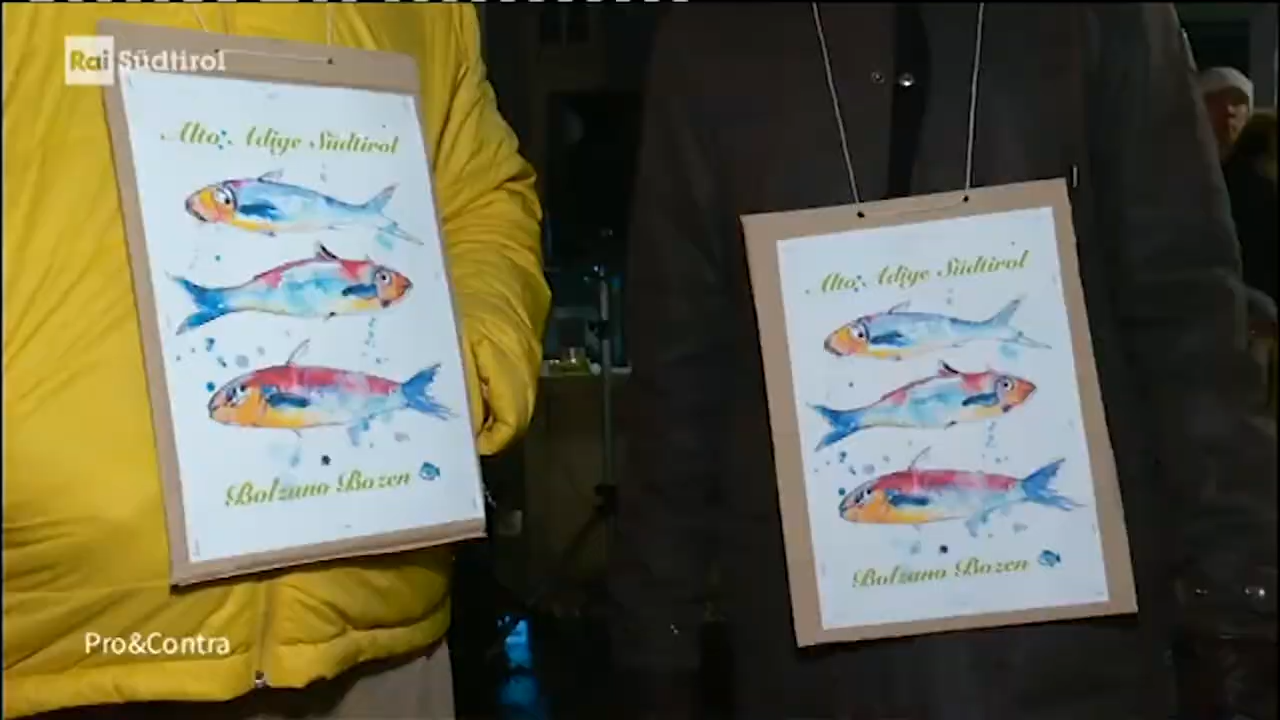 Rai Südtirol
Alto Adige Südtirol
Bolzano Bozen
Alto Adige Südtirol
Bolzano Bozen
Pro&Contra